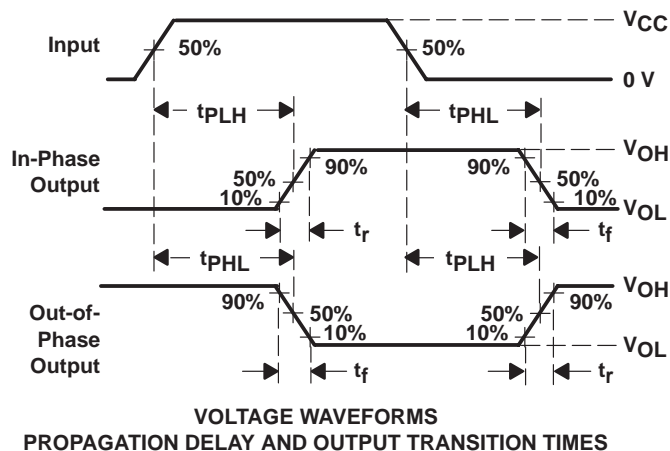 VCC
Input
50%
50%
0 V
tPLH
tPHL
In-Phase
Output
VOH
90%
90%
50%
50%
10%
10%
VOL
tr
tf
tPHL
tPLH
Out-of-
Phase
Output
VOH
90%
90%
50%
50%
10%
10%
VOL
tf
tr
VOLTAGE WAVEFORMS
PROPAGATION DELAY AND OUTPUT TRANSITION TIMES